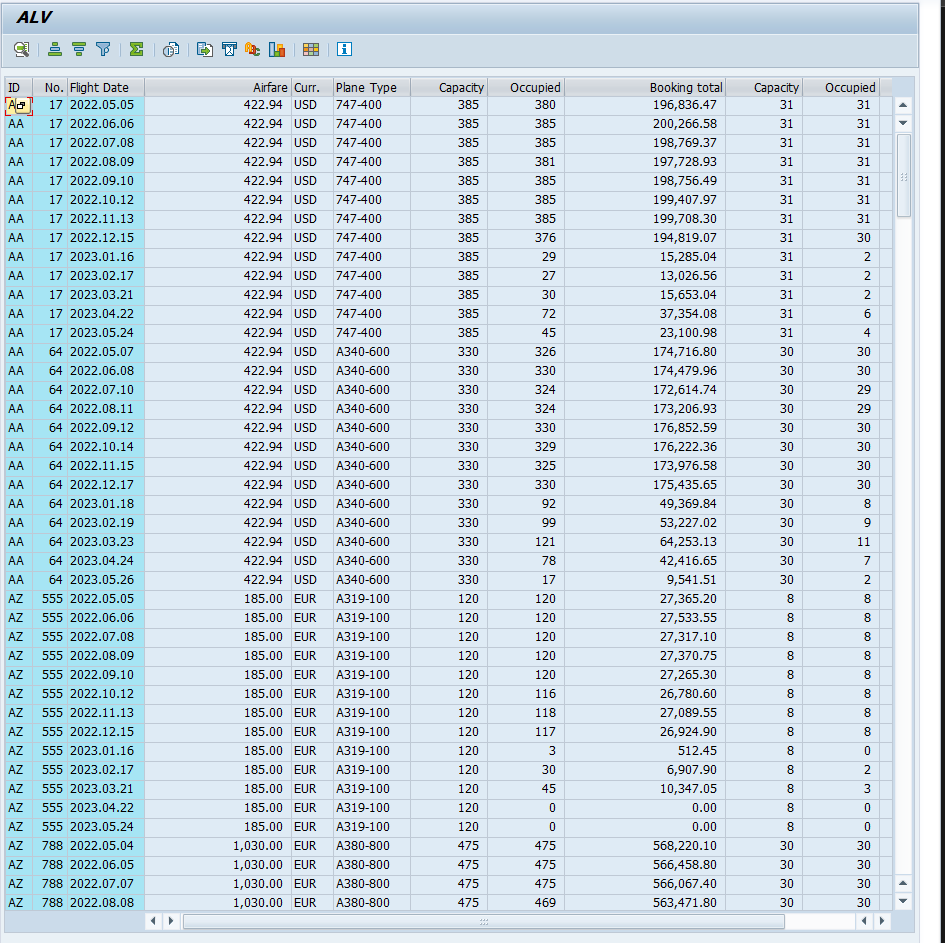 ALV
ID No. Flight Date Airfare Curr. Plane Type Capacity Occupied Booking total Capacity Occupied
A 17 2022.05.05 422.94 USD 747-400 385 380 196,836.47 31 31
AA 17 2022.06.06 422.94 USD 747-400 385 385 200,266.58 31 31
AA 17 2022.07.08 422.94 USD 747-400 385 385 198,769.37 31 31
AA 17 2022.08.09 422.94 USD 747-400 385 381 197,728.93 31 31
AA 17 2022.09.10 422.94 USD 747-400 385 385 198,756.49 31 31
AA 17 2022.10.12 422.94 USD 747-400 385 385 199,407.97 31 31
AA 17 2022.11.13 422.94 USD 747-400 385 385 199,708.30 31 31
AA 17 2022.12.15 422.94 USD 747-400 385 376 194,819.07 31 30
AA 17 2023.01.16 422.94 USD 747-400 385 29 15,285.04 31 2
AA 17 2023.02.17 422.94 USD 747-400 385 27 13,026.56 31 2
AA 17 2023.03.21 422.94 USD 747-400 385 30 15,653.04 31 2
AA 17 2023.04.22 422.94 USD 747-400 385 72 37,354.08 31 6
AA 17 2023.05.24 422.94 USD 747-400 385 45 23,100.98 31 4
AA 64 2022.05.07 422.94 USD A340-600 330 326 174,716.80 30 30
AA 64 2022.06.08 422.94 USD A340-600 330 330 174,479.96 30 30
AA 64 2022.07.10 422.94 USD A340-600 330 324 172,614.74 30 29
AA 64 2022.08.11 422.94 USD A340-600 330 324 173,206.93 30 29
AA 64 2022.09.12 422.94 USD A340-600 330 330 176,852.59 30 30
AA 64 2022.10.14 422.94 USD A340-600 330 329 176,222.36 30 30
AA 64 2022.11.15 422.94 USD A340-600 330 325 173,976.58 30 30
AA 64 2022.12.17 422.94 USD A340-600 330 330 175,435.65 30 30
AA 64 2023.01.18 422.94 USD A340-600 330 92 49,369.84 30 8
AA 64 2023.02.19 422.94 USD A340-600 330 99 53,227.02 30 9
AA 64 2023.03.23 422.94 USD A340-600 330 121 64,253.13 30 11
AA 64 2023.04.24 422.94 USD A340-600 330 78 42,416.65 30 7
AA 64 2023.05.26 422.94 USD A340-600 330 17 9,541.51 30 2
AZ 555 2022.05.05 185.00 EUR A319-100 120 120 27,365.20 8 8
AZ 555 2022.06.06 185.00 EUR A319-100 120 120 27,533.55 8 8
AZ 555 2022.07.08 185.00 EUR A319-100 120 120 27,317.10 8 8
AZ 555 2022.08.09 185.00 EUR A319-100 120 120 27,370.75 8 8
AZ 555 2022.09.10 185.00 EUR A319-100 120 120 27,265.30 8 8
AZ 555 2022.10.12 185.00 EUR A319-100 120 116 26,780.60 8 8
AZ 555 2022.11.13 185.00 EUR A319-100 120 118 27,089.55 8 8
AZ 555 2022.12.15 185.00 EUR A319-100 120 117 26,924.90 8 8
AZ 555 2023.01.16 185.00 EUR A319-100 120 3 512.45 8 0
AZ 555 2023.02.17 185.00 EUR A319-100 120 30 6,907.90 8 2
AZ 555 2023.03.21 185.00 EUR A319-100 120 45 10,347.05 8 3
AZ 555 2023.04.22 185.00 EUR A319-100 120 0 0.00 8 0
AZ 555 2023.05.24 185.00 EUR A319-100 120 0 0.00 8 0
AZ 788 2022.05.04 1,030.00 EUR A380-800 475 475 568,220.10 30 30
AZ 788 2022.06.05 1,030.00 EUR A380-800 475 475 566,458.80 30 30
AZ 788 2022.07.07 1,030.00 EUR A380-800 475 475 566,067.40 30 30
AZ 788 2022.08.08 1,030.00 EUR A380-800 475 469 563,471.80 30 30